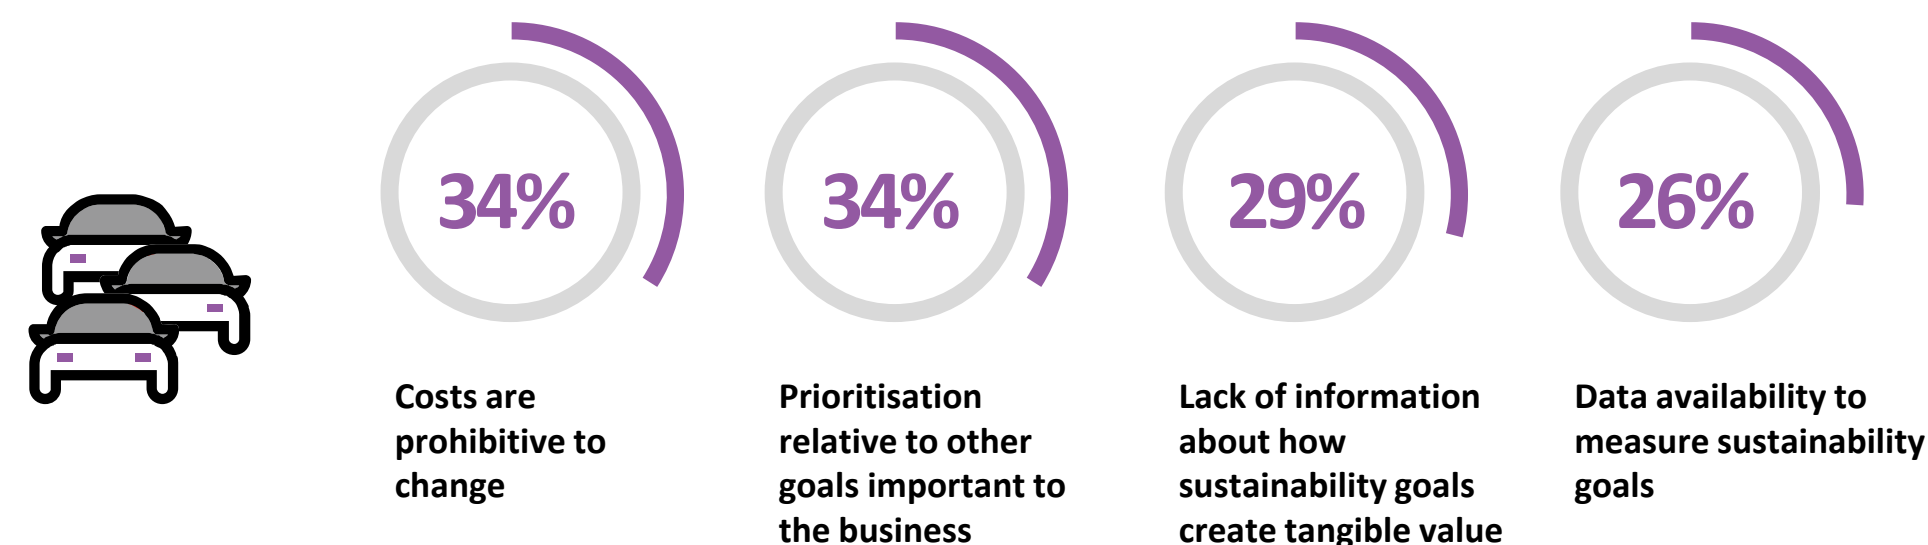 34%
34%
29%
26%
Costs are
prohibitive to
change
Prioritisation
relative to other
goals important to
the business
Lack of information
about how
sustainability goals
create tangible value
Data availability to
measure sustainability
goals